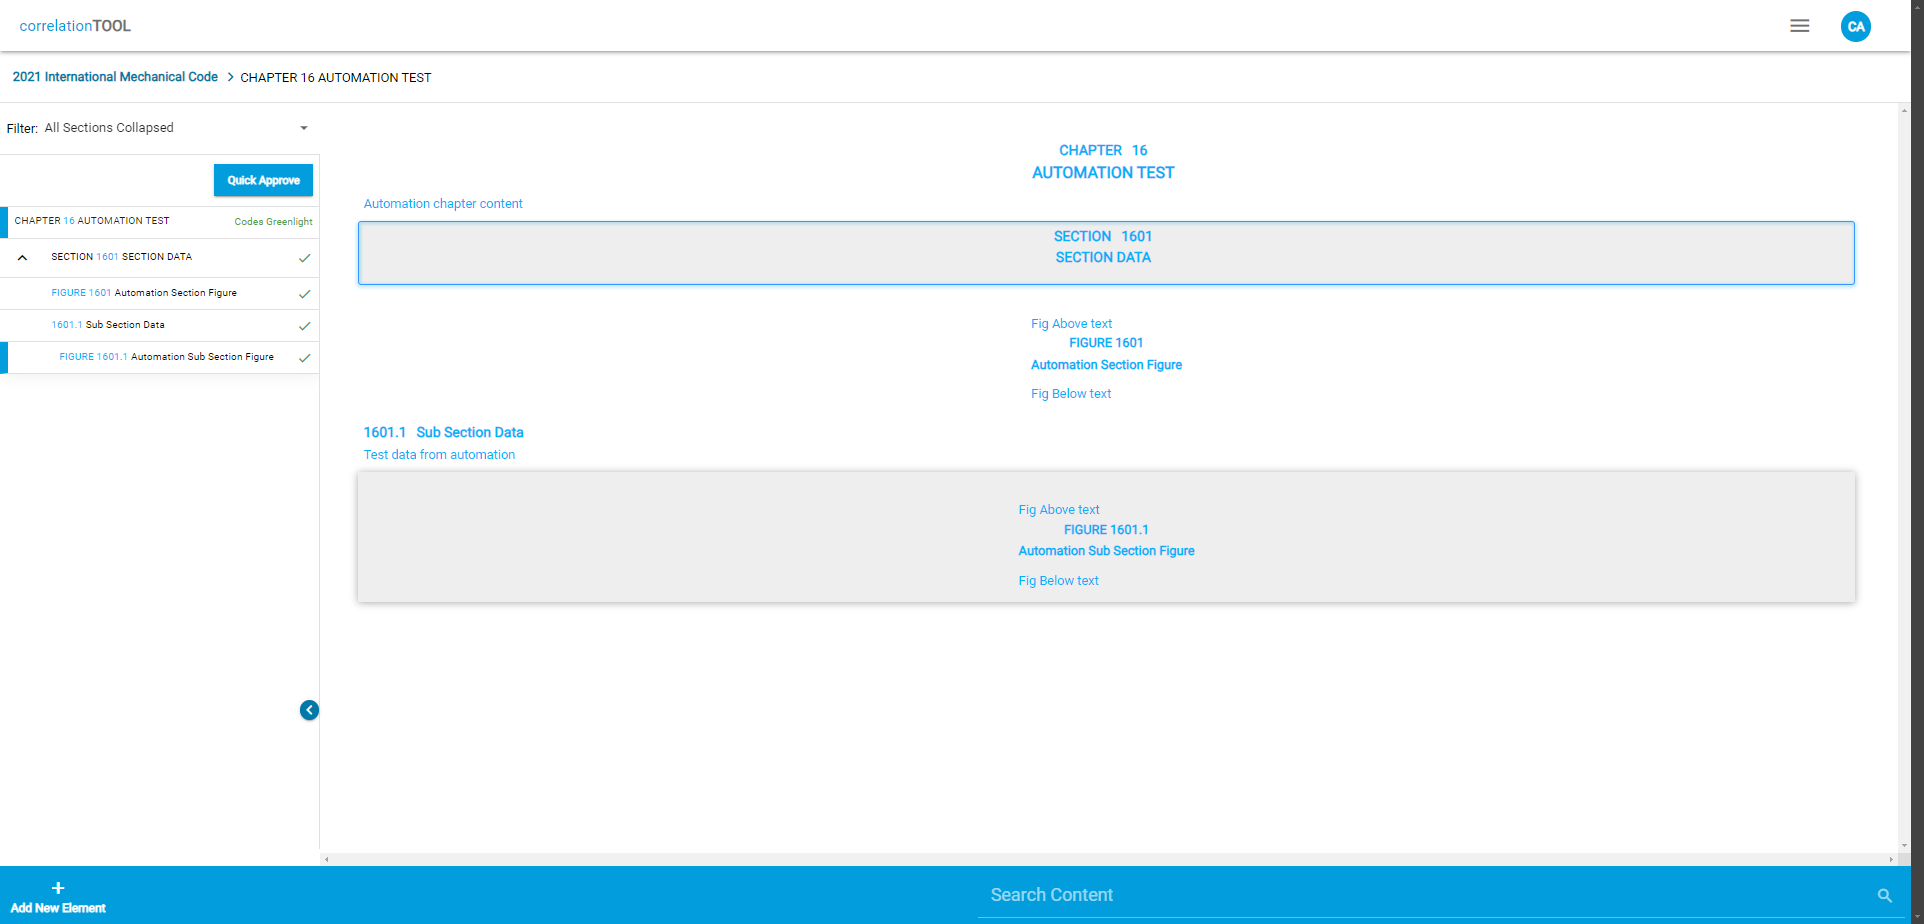 correlationTOOL
CA
2021 International Mechanical Code > CHAPTER 16 AUTOMATION TEST
Filter: All Sections Collapsed
Quick Approve
CHAPTER 16 AUTOMATION TEST Codes Greenlight
SECTION 1601 SECTION DATA
FIGURE 1601 Automation Section Figure
1601.1 Sub Section Data
FIGURE 1601.1 Automation Sub Section Figure
CHAPTER 16
AUTOMATION TEST
Automation chapter content
SECTION 1601
SECTION DATA
Fig Above text
FIGURE 1601
Automation Section Figure
Fig Below text
1601.1 Sub Section Data
Test data from automation
Fig Above text
FIGURE 1601.1
Automation Sub Section Figure
Fig Below text
Add New Element
Search Content